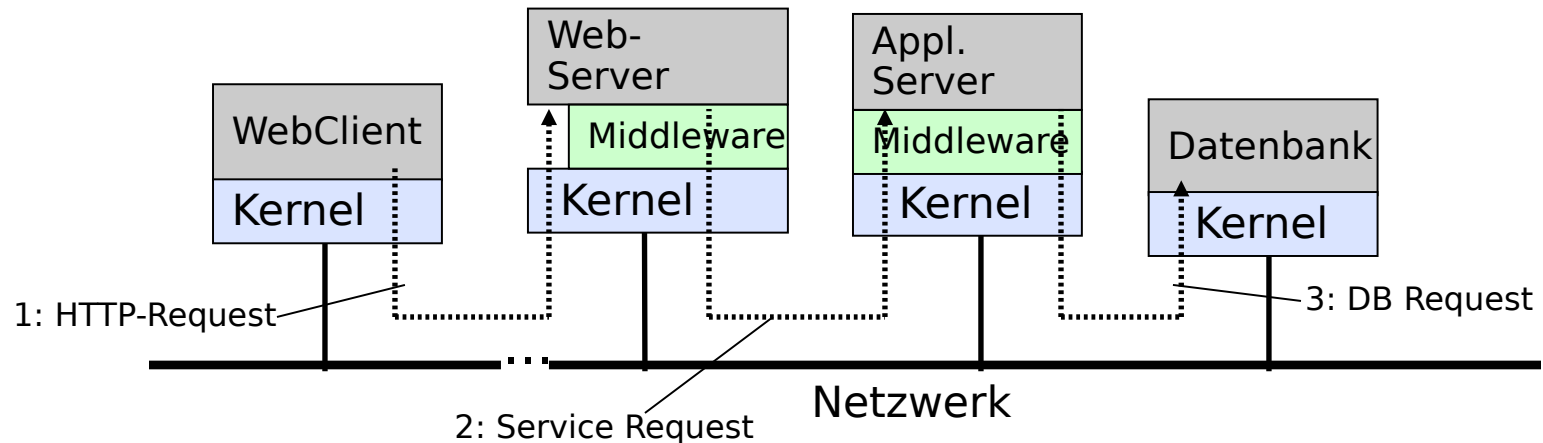 Web-
Server
Appl.
Server
WebClient
Middleware
Middleware
Datenbank
Kernel
Kernel
Kernel
Kernel
1: HTTP-Request
3: DB Request
Netzwerk
2: Service Request